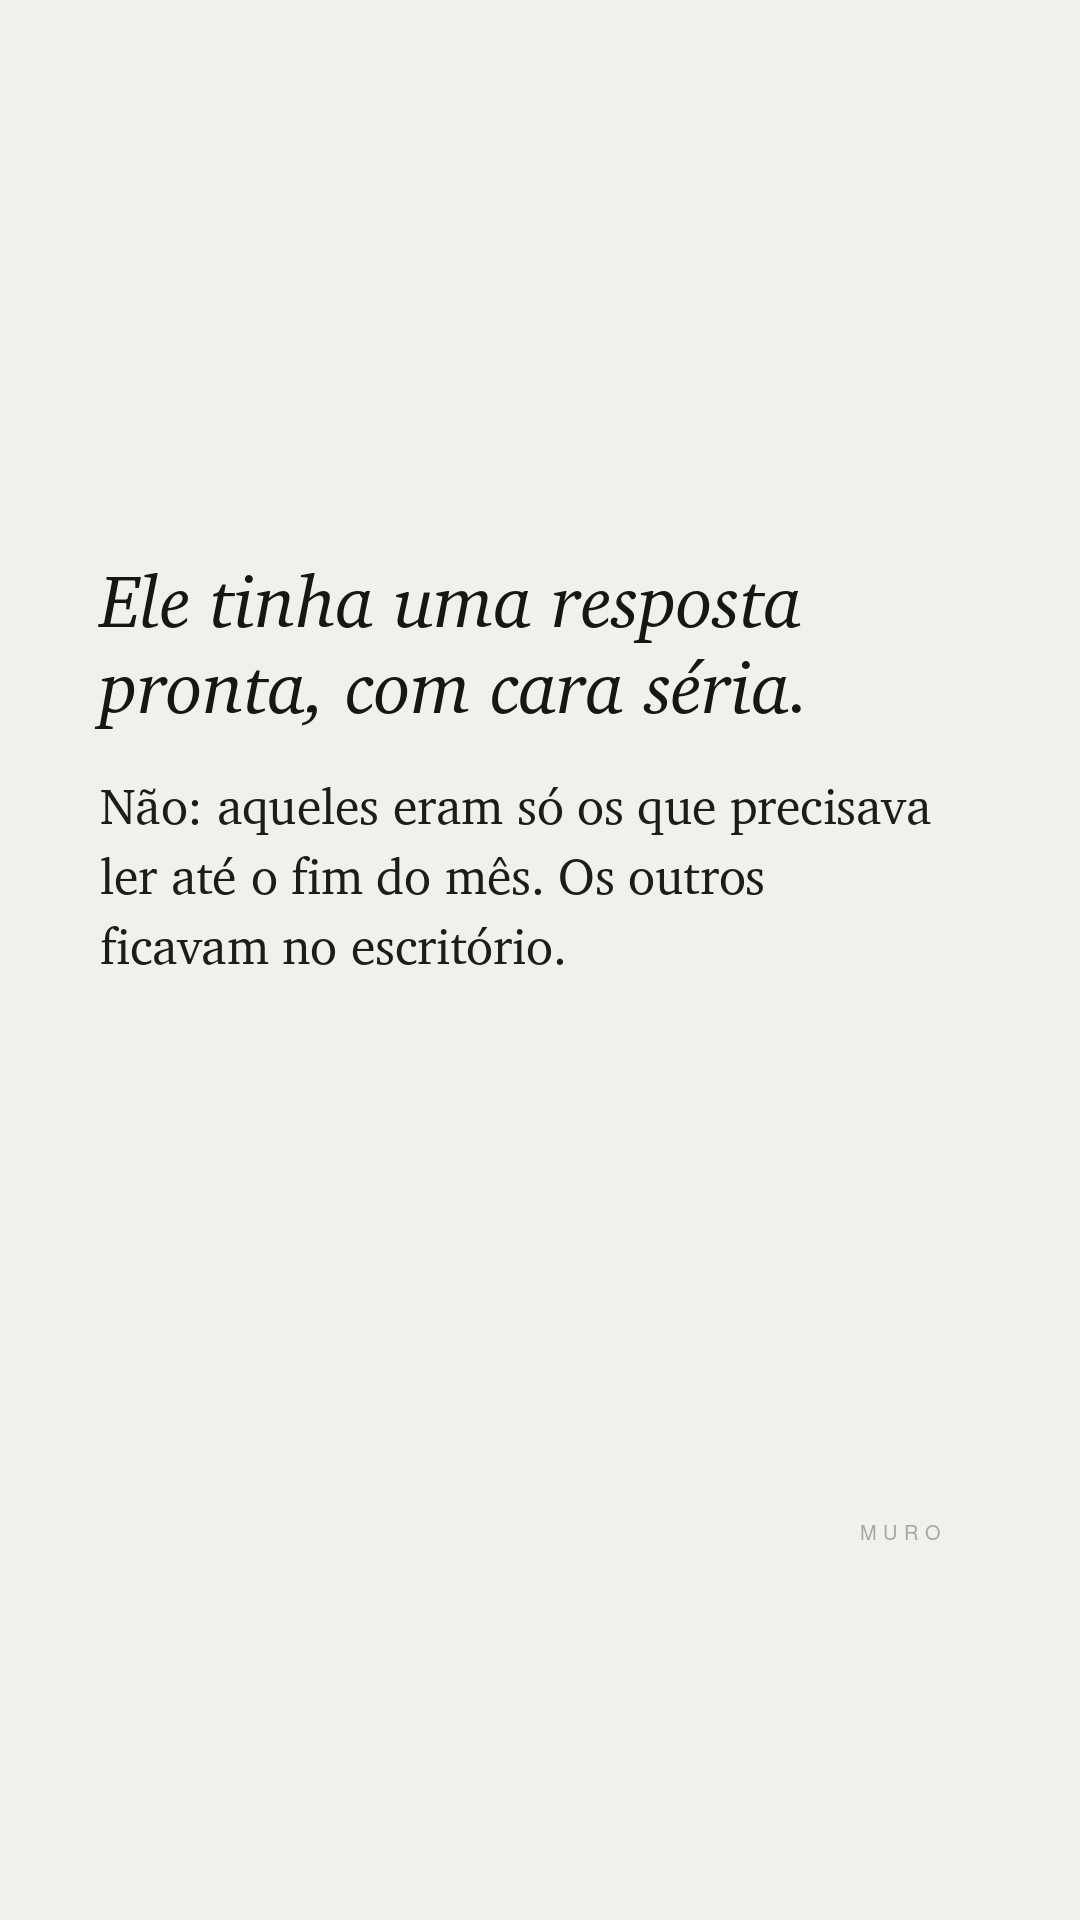 Ele tinha uma resposta
pronta, com cara séria.
Não: aqueles eram só os que precisava
ler até o fim do mês. Os outros
ficavam no escritório.
MURO